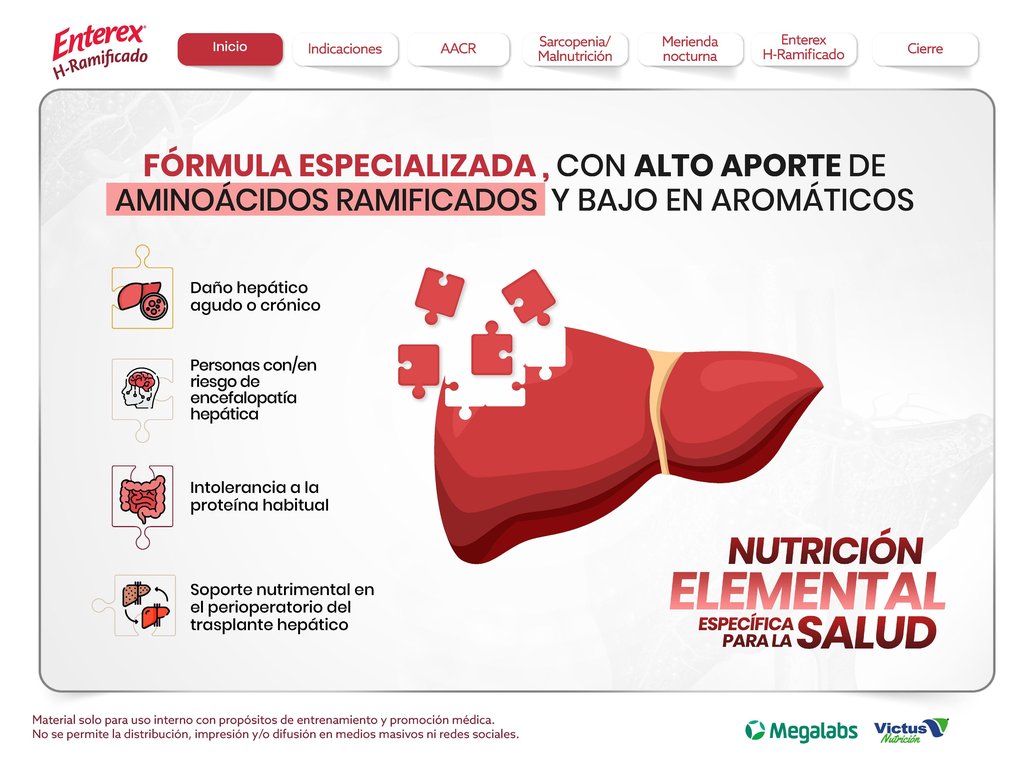 Enterex®
H-Ramificado
Inicio
Indicaciones
AACR
Sarcopenia/
Malnutrición
Merienda
nocturna
Enterex
H-Ramificado
Cierre
FÓRMULA ESPECIALIZADA , CON ALTO APORTE DE
AMINOÁCIDOS RAMIFICADOS Y BAJO EN AROMÁTICOS
Daño hepático
agudo o crónico
Personas con/en
riesgo de
encefalopatía
hepática
Intolerancia a la
proteína habitual
Soporte nutrimental en
el perioperatorio del
trasplante hepático
NUTRICIÓN
ELEMENTAL
ESPECÍFICA
PARA LA SALUD
Material solo para uso interno con propósitos de entrenamiento y promoción médica.
No se permite la distribución, impresión y/o difusión en medios masivos ni redes sociales.
Megalabs
Victus
Nutrición